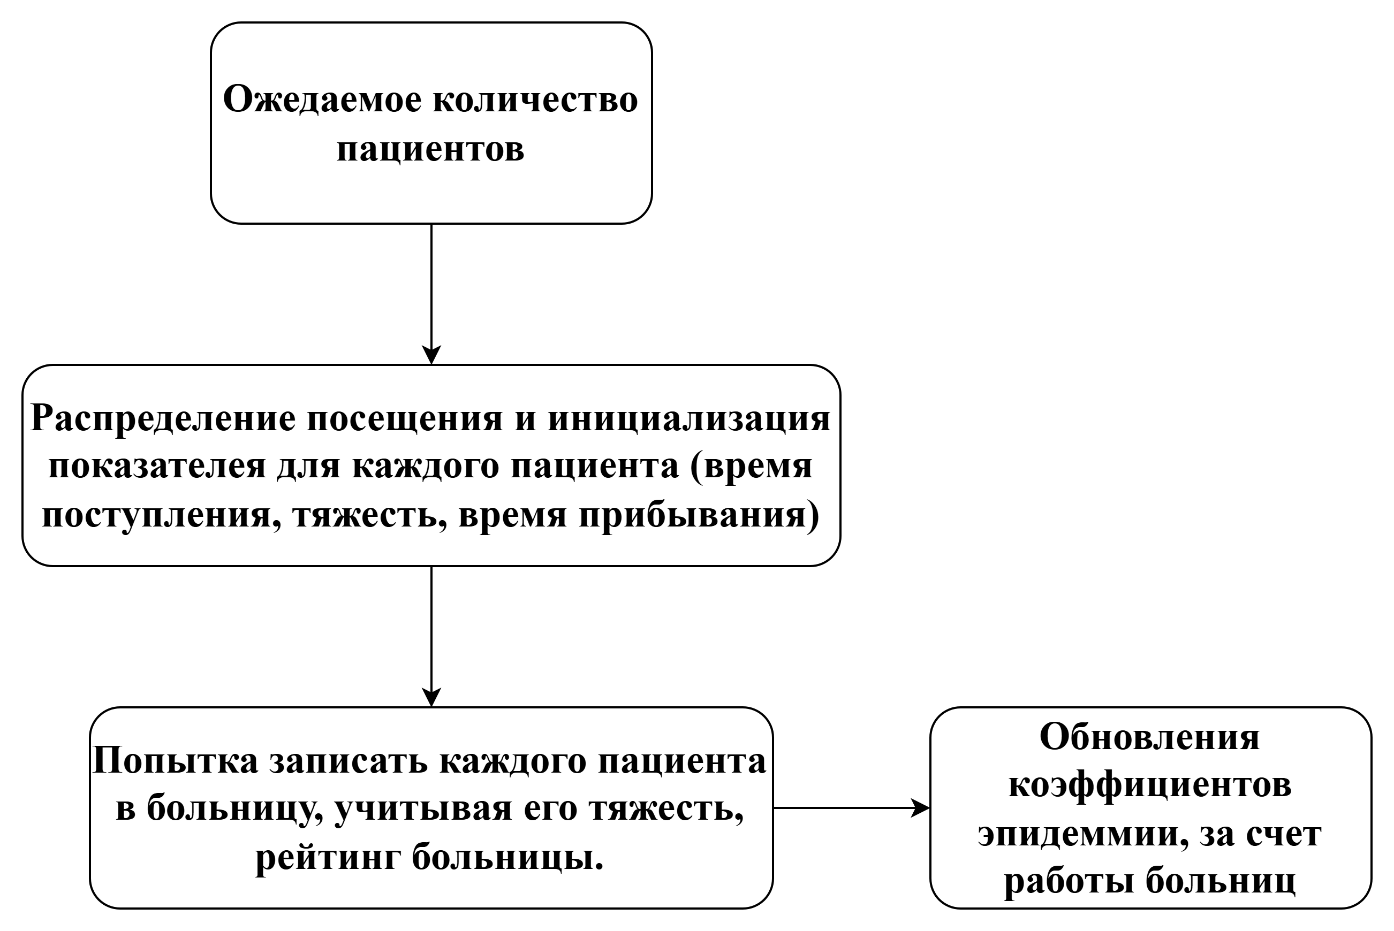 Ожедаемое количество
пациентов
Распределение посещения и инициализация
показателея для каждого пациента (время
поступления, тяжесть, время прибывания)
Попытка записать каждого пациента
в больницу, учитывая его тяжесть,
рейтинг больницы.
Обновления
коэффициентов
эпидеммии, за счет
работы больниц